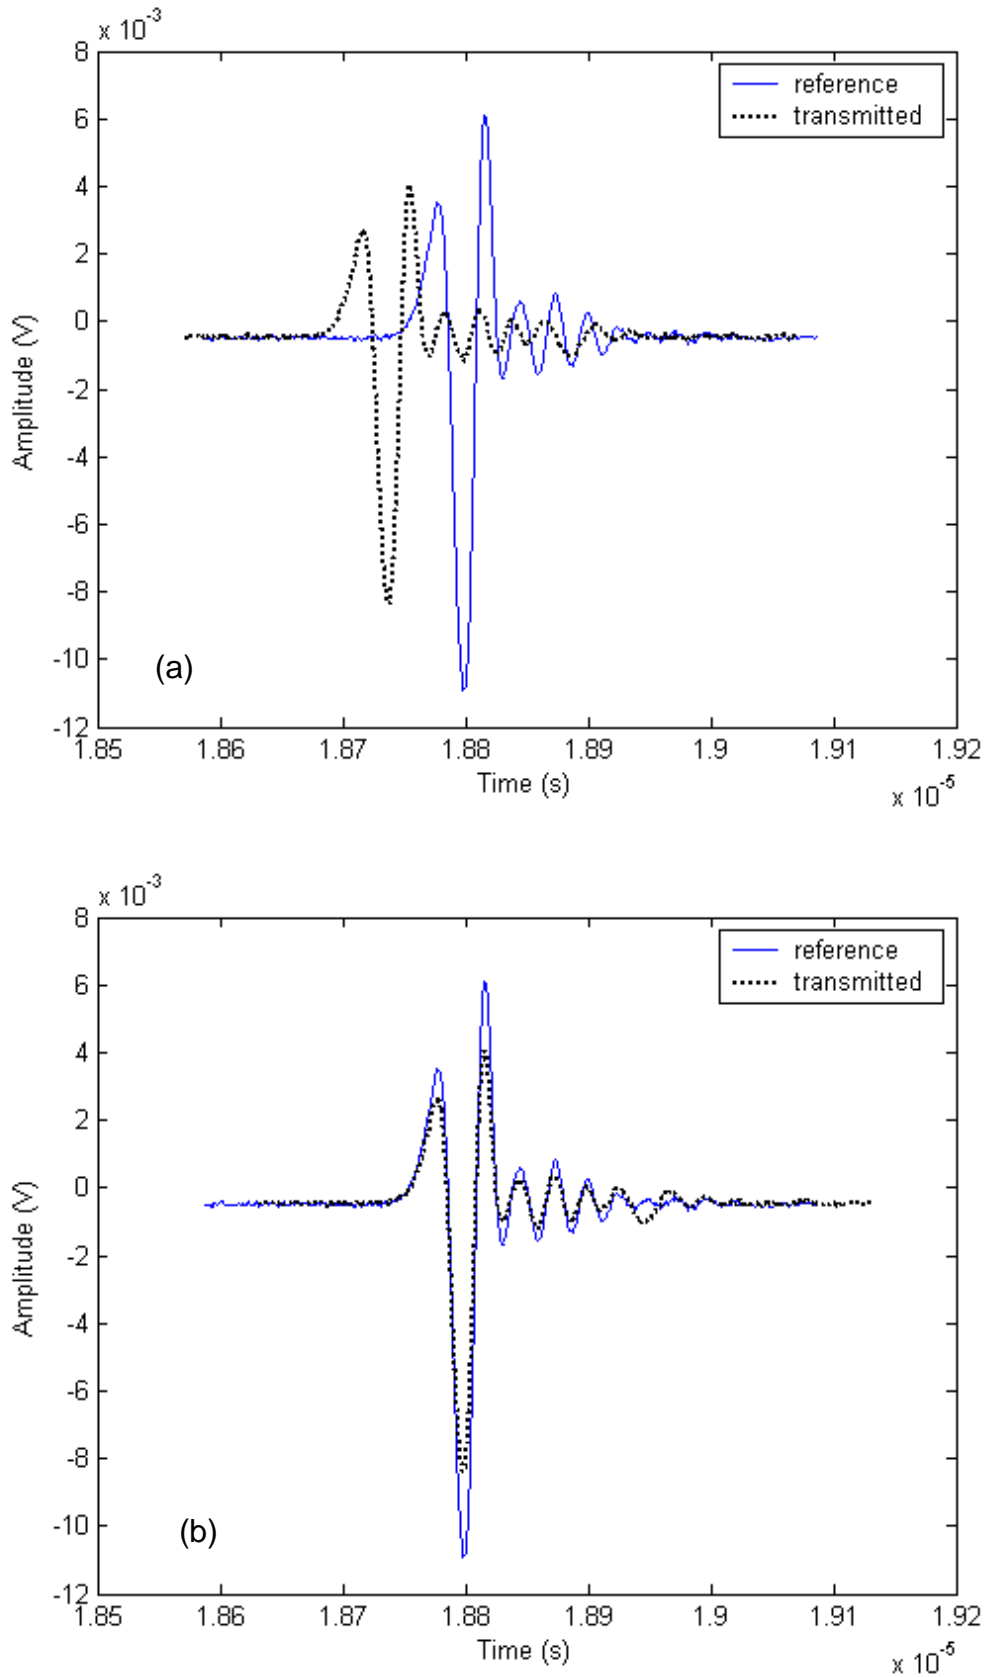 x 10-3
8
6
4
2
0
-2
-4
-6
-8
-10
-12
Amplitude (V)
reference
transmitted
(a)
1.85 1.86 1.87 1.88 1.89 1.9 1.91 1.92
Time (s)
x 10-5
x 10-3
8
6
4
2
0
-2
-4
-6
-8
-10
-12
Amplitude (V)
reference
transmitted
(b)
1.85 1.86 1.87 1.88 1.89 1.9 1.91 1.92
Time (s)
x 10-5